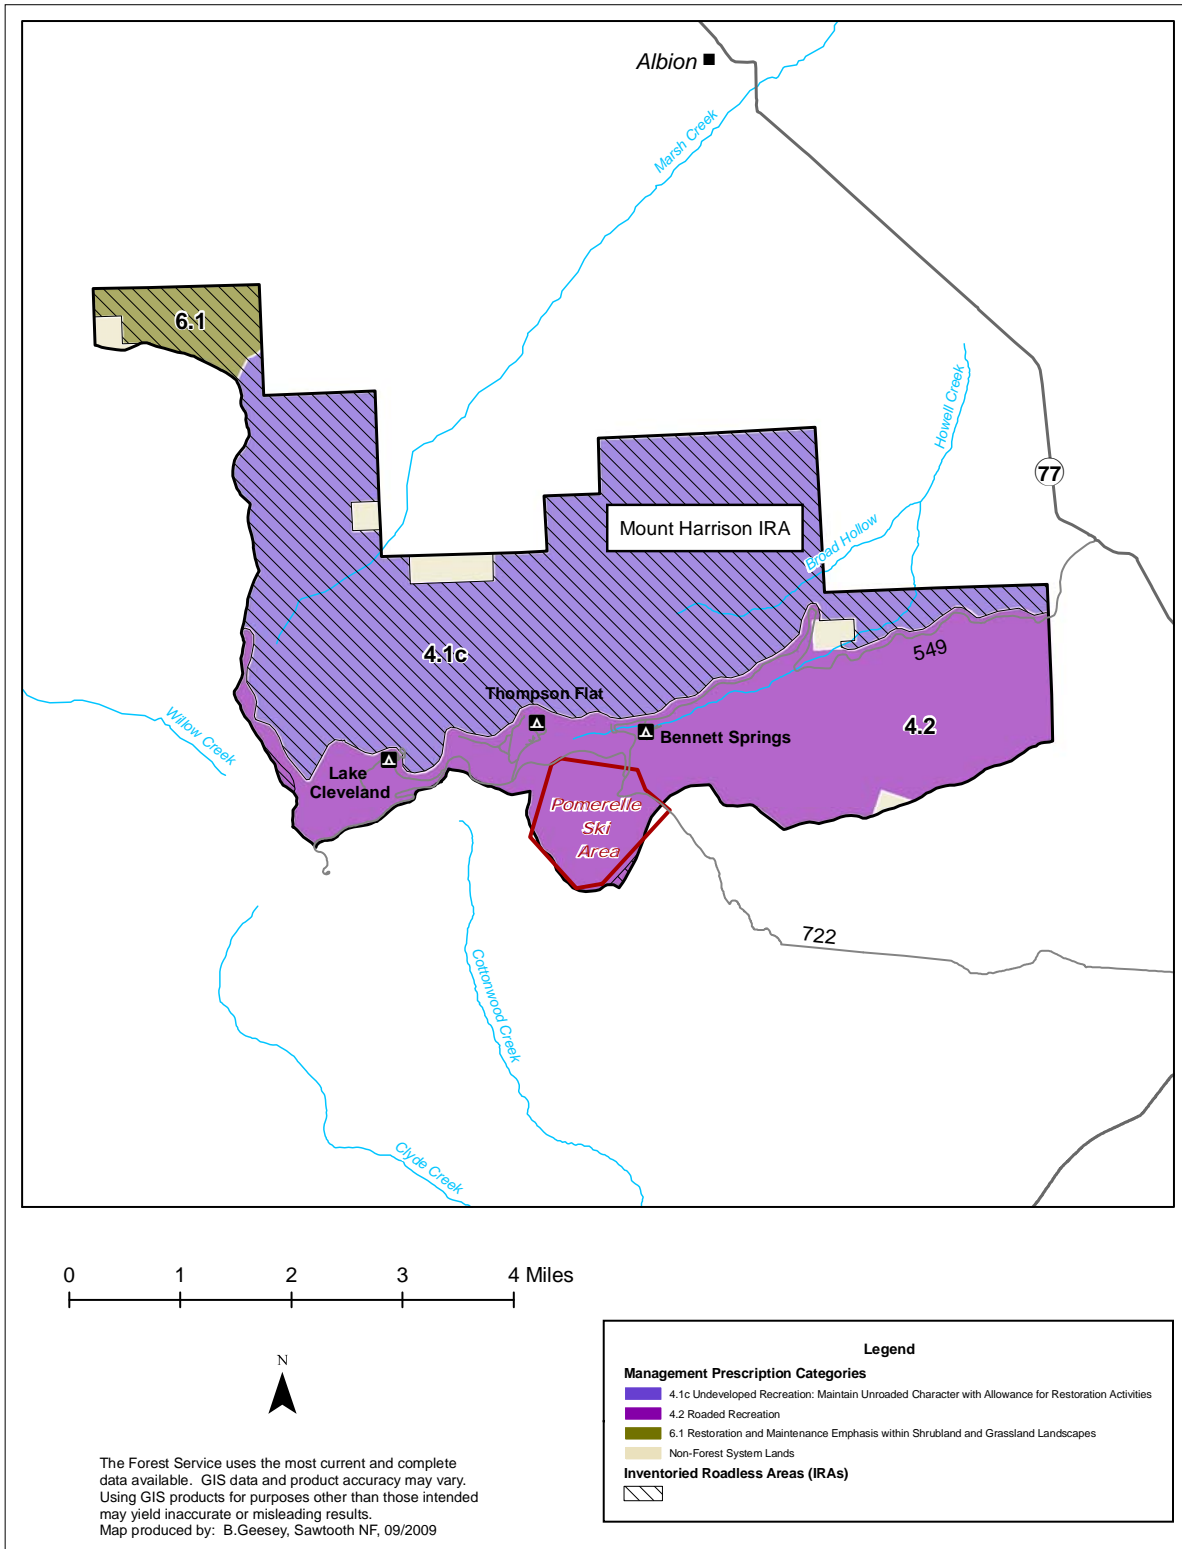 Albion
Marsh Creek
6.1
Howell Creek
77
Mount Harrison IRA
Broad Hollow
549
4.1c
Thompson Flat
Willow Creek
4.2
Bennett Springs
Lake
Cleveland
Pomerelle
Ski
Area
722
Cottonwood Creek
Clyde Creek
0 1 2 3 4 Miles
N
The Forest Service uses the most current and complete
data available. GIS data and product accuracy may vary.
Using GIS products for purposes other than those intended
may yield inaccurate or misleading results.
Map produced by: B.Geesey, Sawtooth NF, 09/2009
Legend
Management Prescription Categories
4.1c Undeveloped Recreation: Maintain Unroaded Character with Allowance for Restoration Activities
4.2 Roaded Recreation
6.1 Restoration and Maintenance Emphasis within Shrubland and Grassland Landscapes
Non-Forest System Lands
Inventoried Roadless Areas (IRAs)